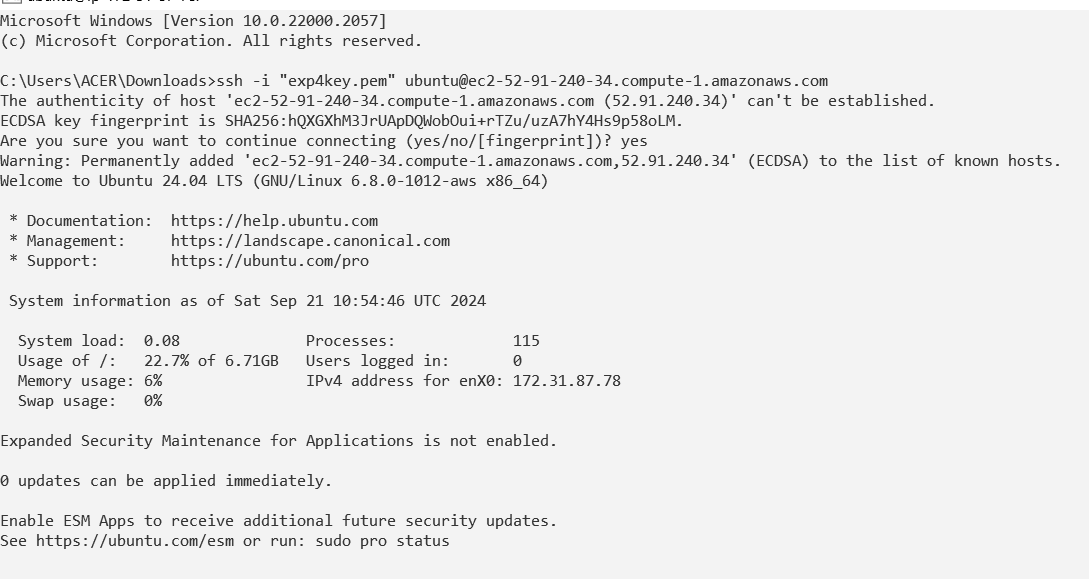 Microsoft Windows [Version 10.0.22000.2057]
(c) Microsoft Corporation. All rights reserved.

C:\Users\ACER\Downloads>ssh -i "exp4key.pem" ubuntu@ec2-52-91-240-34.compute-1.amazonaws.com
The authenticity of host 'ec2-52-91-240-34.compute-1.amazonaws.com (52.91.240.34)' can't be established.
ECDSA key fingerprint is SHA256:hQXGXhM3JrUApDQWobOui+rTZu/uzA7hY4Hs9p58oLM.
Are you sure you want to continue connecting (yes/no/[fingerprint])? yes
Warning: Permanently added 'ec2-52-91-240-34.compute-1.amazonaws.com,52.91.240.34' (ECDSA) to the list of known hosts.
Welcome to Ubuntu 24.04 LTS (GNU/Linux 6.8.0-1012-aws x86_64)

 * Documentation:  https://help.ubuntu.com
 * Management:     https://landscape.canonical.com
 * Support:        https://ubuntu.com/pro

 System information as of Sat Sep 21 10:54:46 UTC 2024

  System load:  0.08              Processes:             115
  Usage of /:   22.7% of 6.71GB   Users logged in:       0
  Memory usage: 6%                IPv4 address for enX0: 172.31.87.78
  Swap usage:   0%

Expanded Security Maintenance for Applications is not enabled.

0 updates can be applied immediately.

Enable ESM Apps to receive additional future security updates.
See https://ubuntu.com/esm or run: sudo pro status